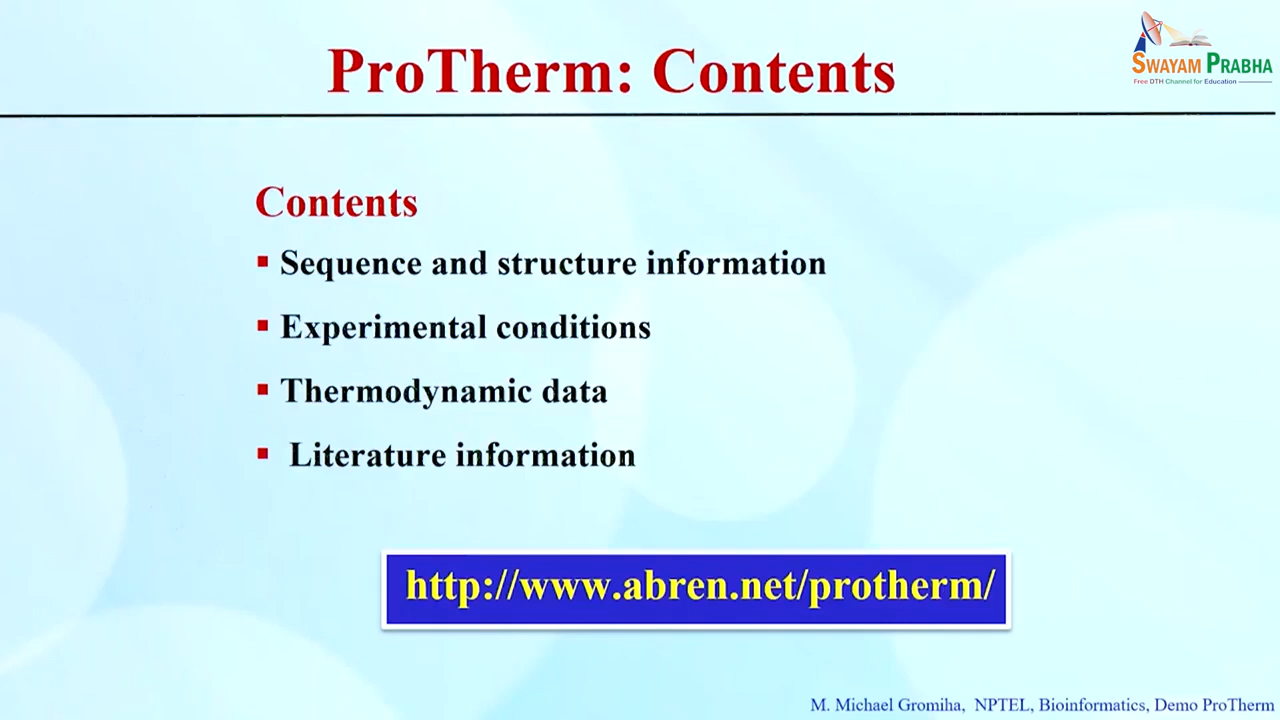 ProTherm: Contents
SWAYAM PRABHA
Free DTH Channel for Education
Contents
▪ Sequence and structure information
▪ Experimental conditions
▪ Thermodynamic data
▪ Literature information
http://www.abren.net/protherm/
M. Michael Gromiha, NPTEL, Bioinformatics, Demo ProTherm